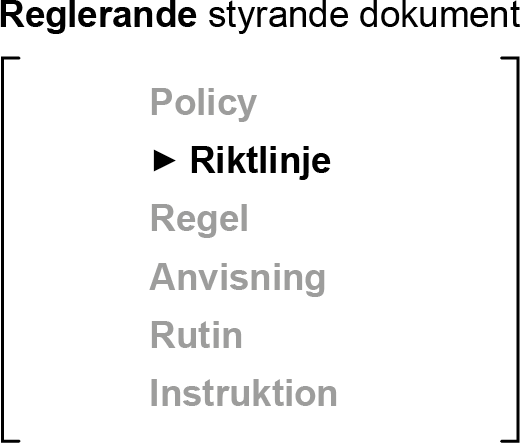 Reglerande styrande dokument
Policy
► Riktlinje
Regel
Anvisning
Rutin
Instruktion